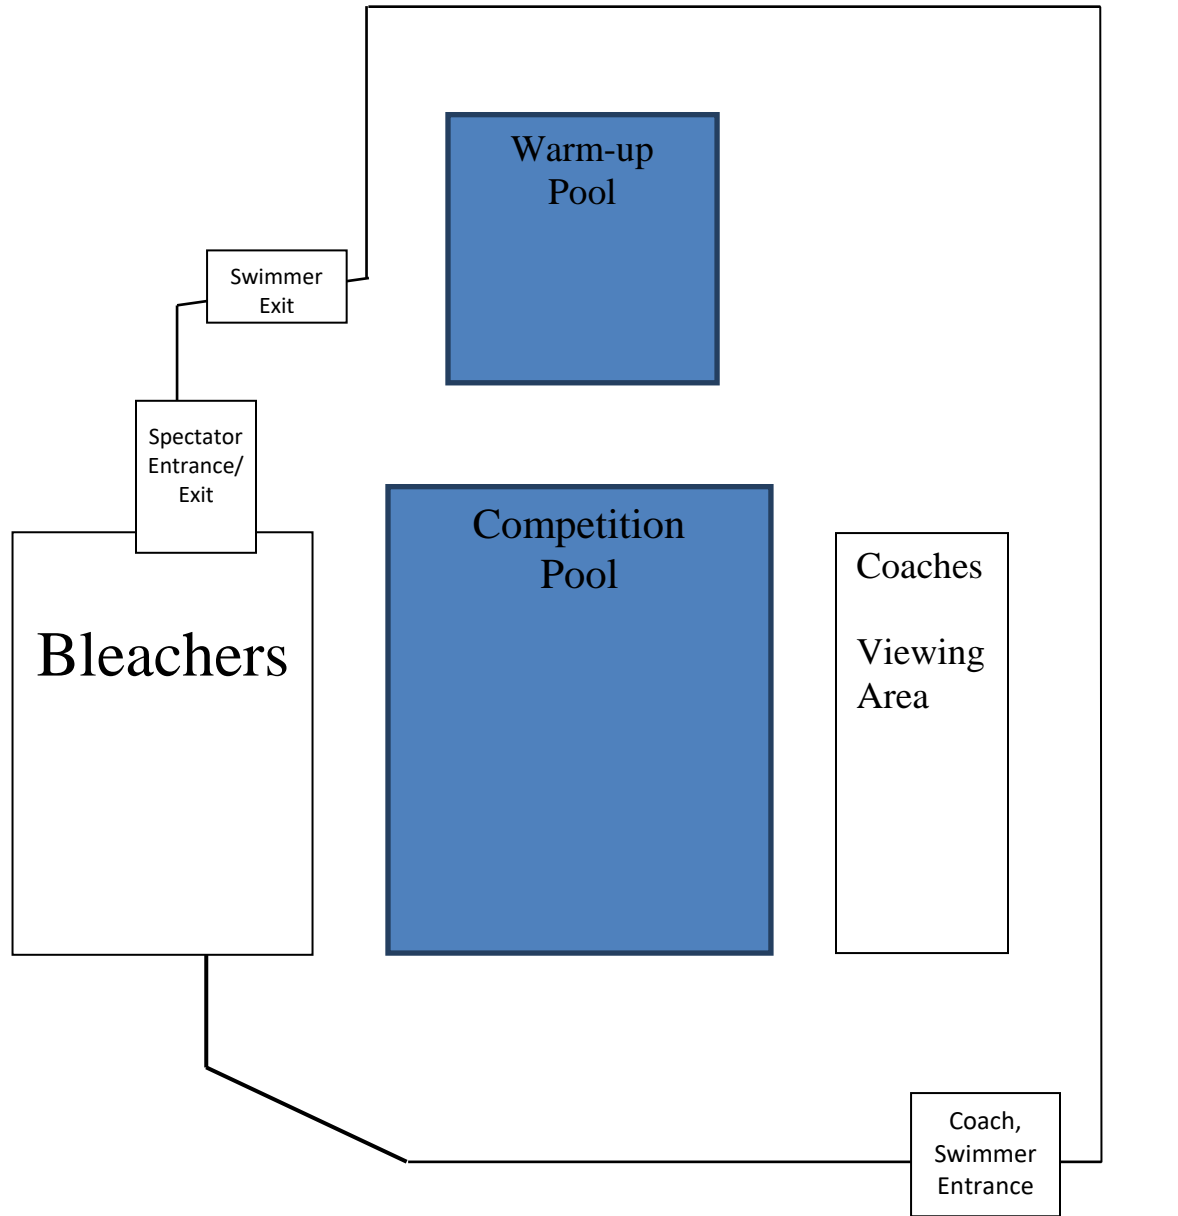 Warm-up
Pool
Swimmer
Exit
Spectator
Entrance/
Exit
Competition
Pool
Coaches
Viewing
Area
Bleachers
Coach,
Swimmer
Entrance